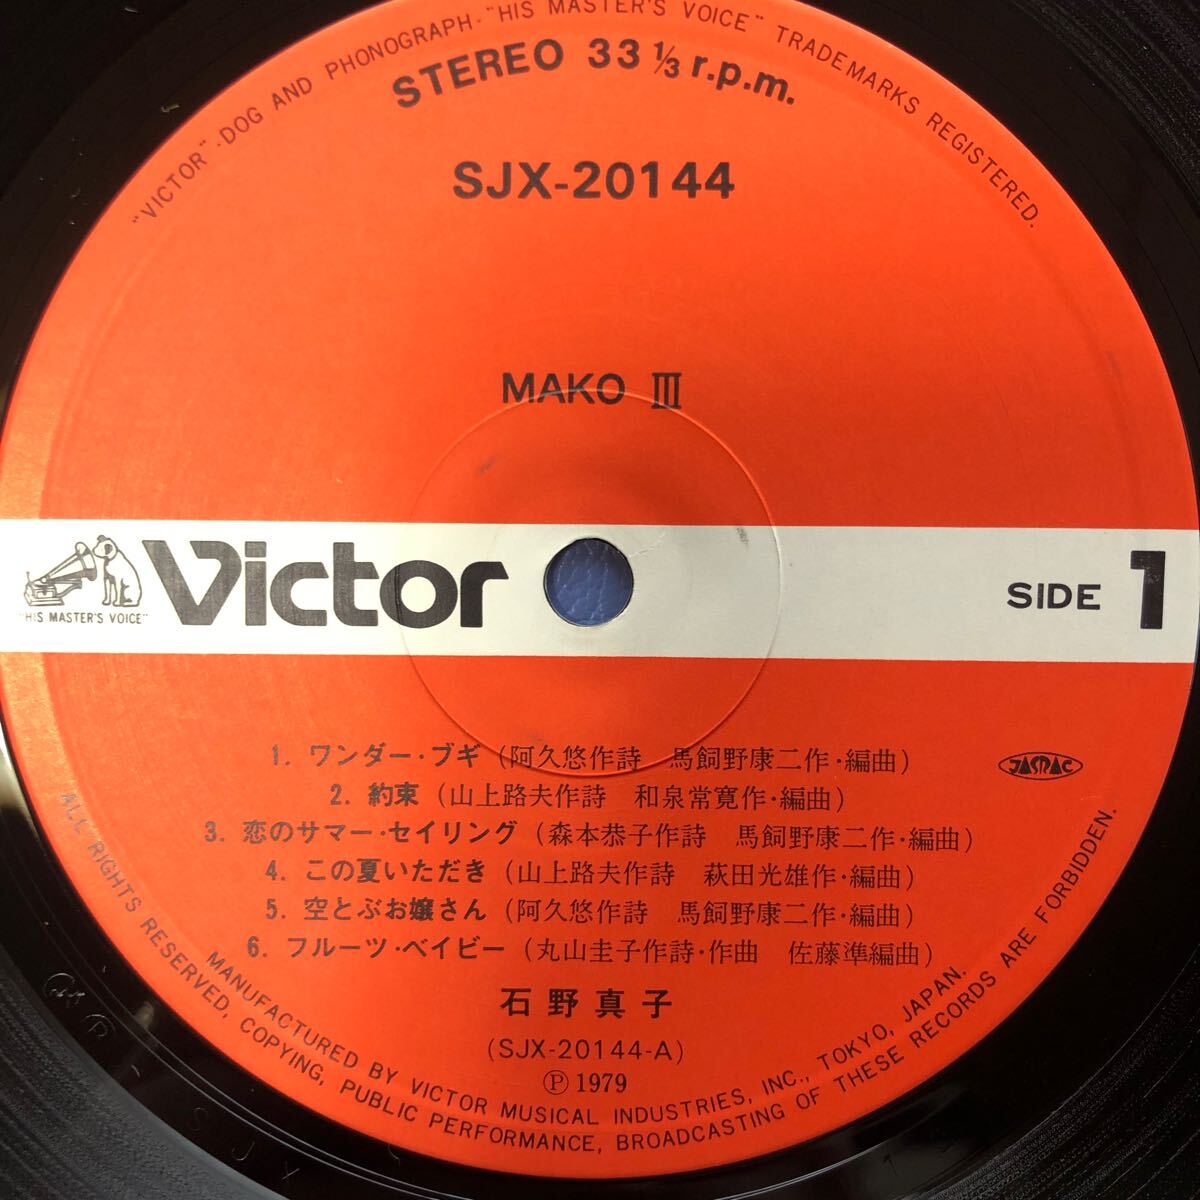 "VICTOR"·DOG AND PHONOGRAPH·"HIS MASTER'S VOICE" TRADEMARKS REGISTERED.
STEREO 33 ⅓ r.p.m.
SJX-20144
MAKO Ⅲ
Victor
"HIS MASTER'S VOICE"
SIDE 1
1. ワンダー・ブギ (阿久悠作詩 馬飼野康二作・編曲)
2. 約束 (山上路夫作詩 和泉常寛作・編曲)
3. 恋のサマー・セイリング (森本恭子作詩 馬飼野康二作・編曲)
4. この夏いただき (山上路夫作詩 萩田光雄作・編曲)
5. 空とぶお嬢さん (阿久悠作詩 馬飼野康二作・編曲)
6. フルーツ・ベイビー (丸山圭子作詩・作曲 佐藤準編曲)
JASRAC
石野真子
(SJX-20144-A)
Ⓟ 1979
MANUFACTURED BY VICTOR MUSICAL INDUSTRIES, INC., TOKYO, JAPAN.
ALL RIGHTS RESERVED, COPYING, PUBLIC PERFORMANCE, BROADCASTING OF THESE RECORDS ARE FORBIDDEN.